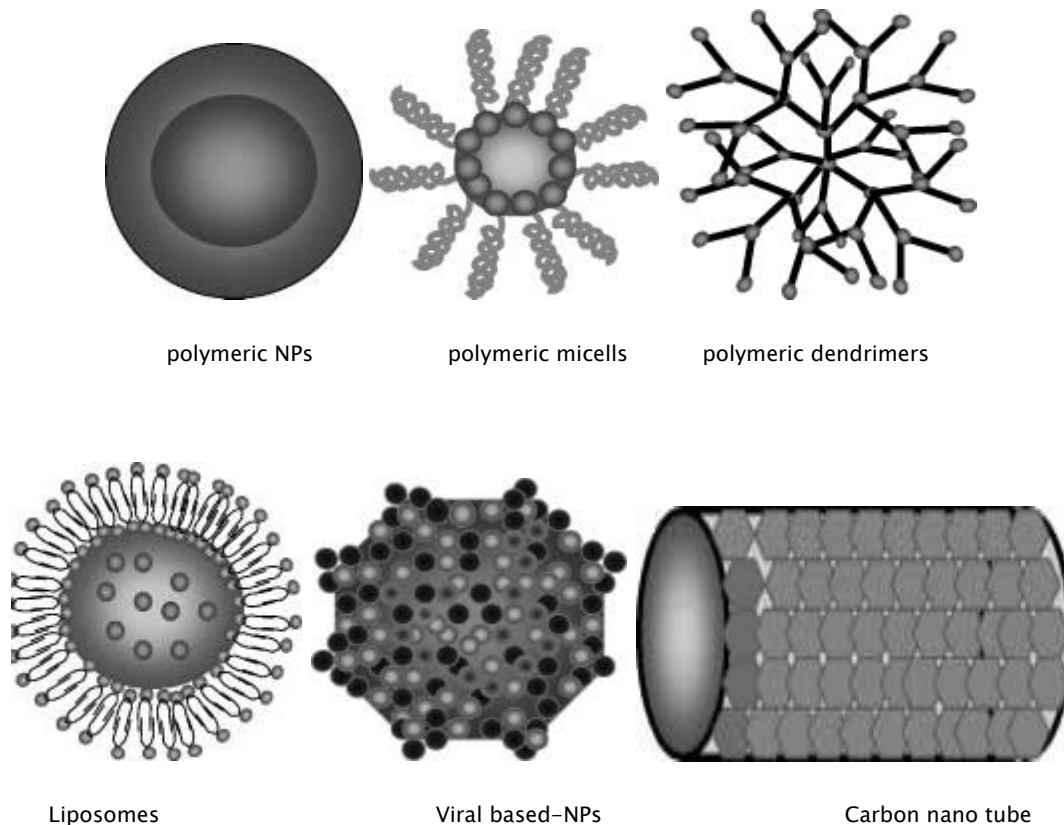 polymeric NPs
polymeric micells
polymeric dendrimers
Liposomes
Viral based-NPs
Carbon nano tube